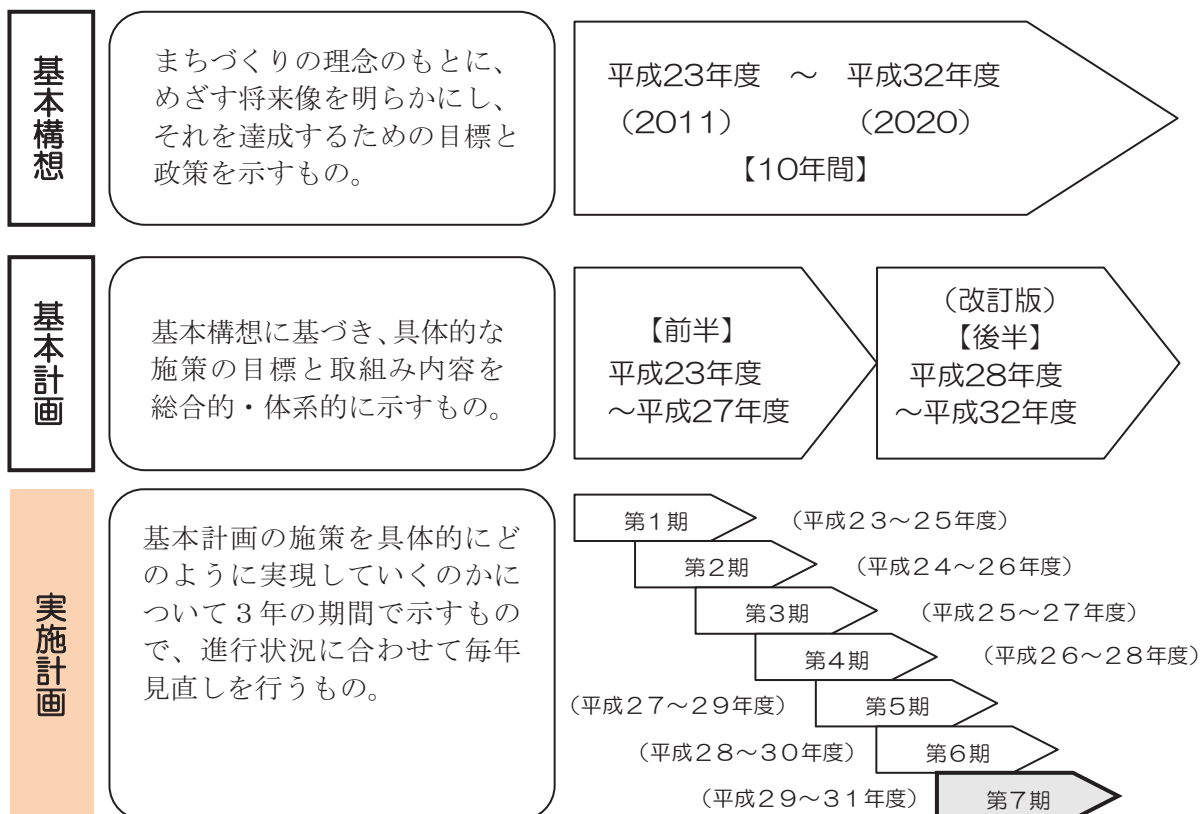 基本構想
まちづくりの理念のもとに、
めざす将来像を明らかにし、
それを達成するための目標と
政策を示すもの。
平成23年度　～　平成32年度
（2011）　（2020）
【10年間】
基本計画
基本構想に基づき、具体的な
施策の目標と取組み内容を
総合的・体系的に示すもの。
【前半】
平成23年度
～平成27年度
（改訂版）
【後半】
平成28年度
～平成32年度
実施計画
基本計画の施策を具体的にど
のように実現していくのかに
ついて３年の期間で示すもの
で、進行状況に合わせて毎年
見直しを行うもの。
第１期　（平成２３～２５年度）
第２期　（平成２４～２６年度）
第３期　（平成２５～２７年度）
第４期　（平成２６～２８年度）
（平成２７～２９年度）　第５期
（平成２８～３０年度）　第６期
（平成２９～３１年度）　第７期